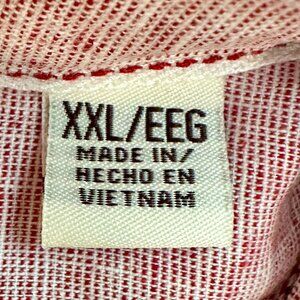 XXL/EEG
MADE IN/
HECHO EN
VIETNAM